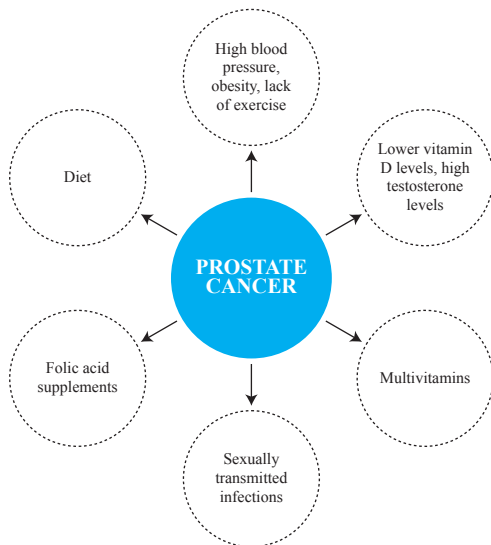 High blood
pressure,
obesity, lack
of exercise
Lower vitamin
D levels, high
testosterone
levels
Diet
PROSTATE
CANCER
Folic acid
supplements
Multivitamins
Sexually
transmitted
infections